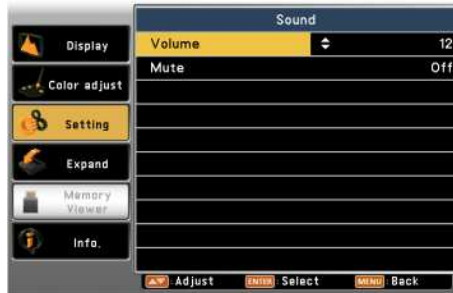 Sound
Display
Color adjust
Setting
Expand
Memory
Viewer
Info.
Volume 12
Mute Off
Adjust ENTER Select MENU Back